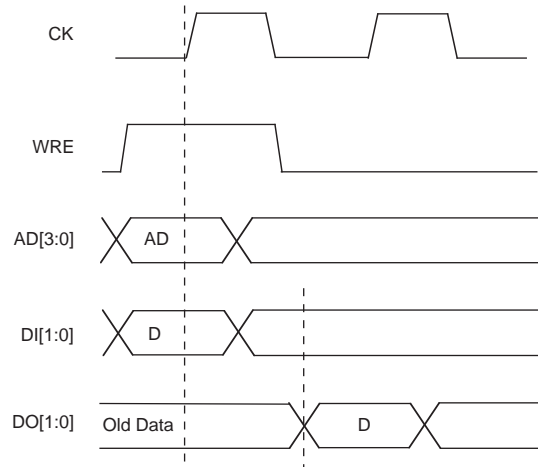 CK
WRE
AD[3:0]
AD
DI[1:0]
D
DO[1:0]
Old Data
D